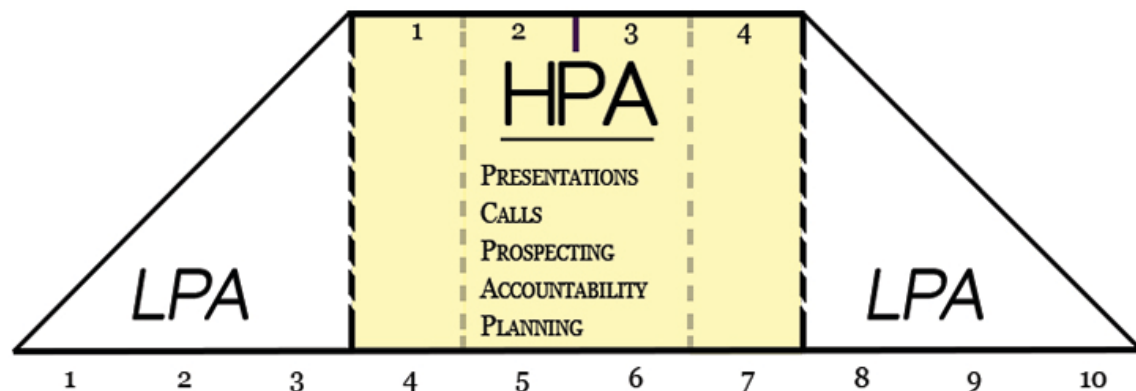 1 2 3 4
HPA
PRESENTATIONS
CALLS
PROSPECTING
ACCOUNTABILITY
PLANNING
LPA LPA
1 2 3 4 5 6 7 8 9 10